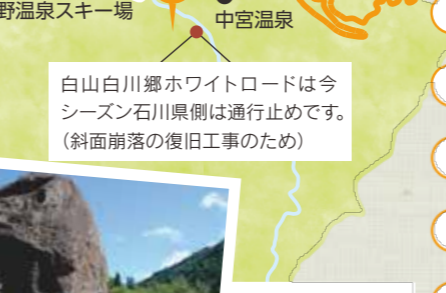 野温泉スキー場
中宮温泉
白山白川郷ホワイトロードは今
シーズン石川県側は通行止めです。
(斜面崩落の復旧工事のため)